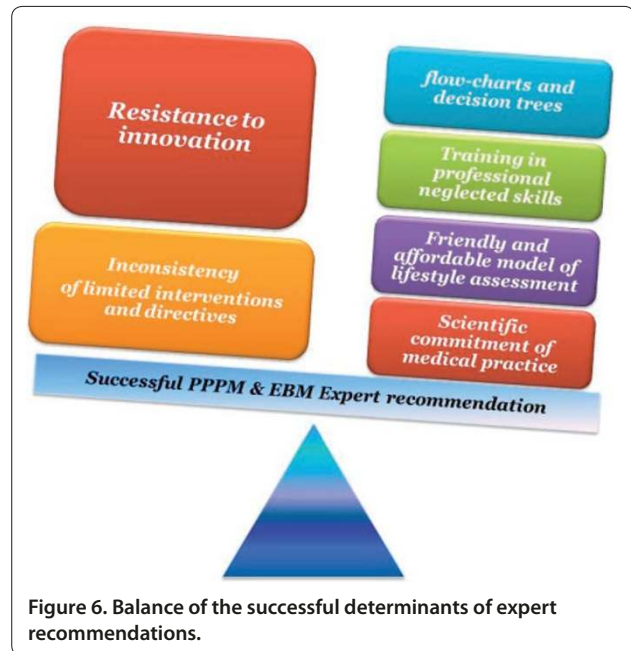 Resistance to
innovation
Inconsistency
of limited interventions
and directives
flow-charts and
decision trees
Training in
professional
neglected skills
Friendly and
affordable model of
lifestyle assessment
Scientific
commitment of
medical practice
Successful PPPM & EBM Expert recommendation
Figure 6. Balance of the successful determinants of expert
recommendations.